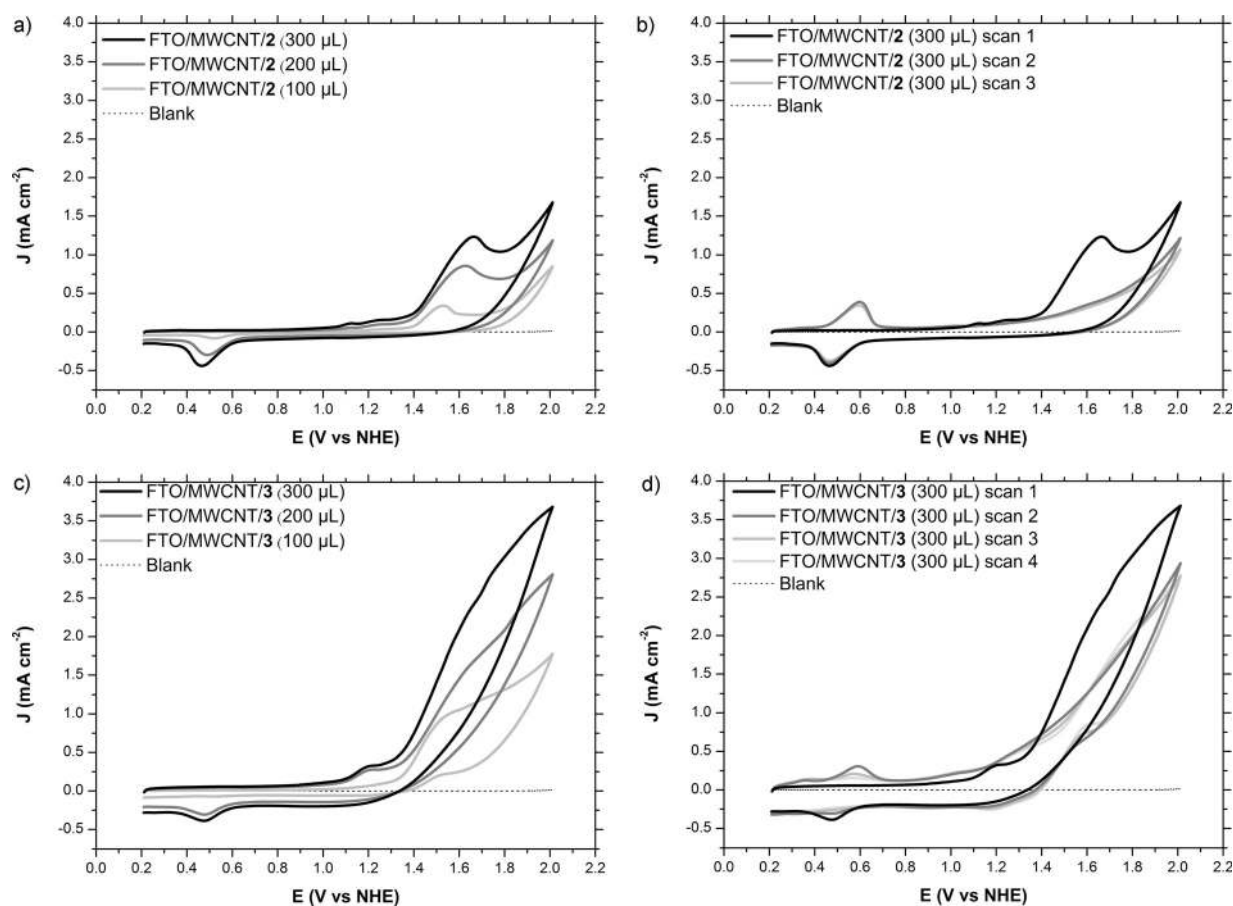 a)
FTO/MWCNT/2 (300 µL)
FTO/MWCNT/2 (200 µL)
FTO/MWCNT/2 (100 µL)
Blank
J (mA cm-2)
4.0
3.5
3.0
2.5
2.0
1.5
1.0
0.5
0.0
-0.5
0.0 0.2 0.4 0.6 0.8 1.0 1.2 1.4 1.6 1.8 2.0 2.2
E (V vs NHE)
b)
FTO/MWCNT/2 (300 µL) scan 1
FTO/MWCNT/2 (300 µL) scan 2
FTO/MWCNT/2 (300 µL) scan 3
Blank
J (mA cm-2)
4.0
3.5
3.0
2.5
2.0
1.5
1.0
0.5
0.0
-0.5
0.0 0.2 0.4 0.6 0.8 1.0 1.2 1.4 1.6 1.8 2.0 2.2
E (V vs NHE)
c)
FTO/MWCNT/3 (300 µL)
FTO/MWCNT/3 (200 µL)
FTO/MWCNT/3 (100 µL)
Blank
J (mA cm-2)
4.0
3.5
3.0
2.5
2.0
1.5
1.0
0.5
0.0
-0.5
0.0 0.2 0.4 0.6 0.8 1.0 1.2 1.4 1.6 1.8 2.0 2.2
E (V vs NHE)
d)
FTO/MWCNT/3 (300 µL) scan 1
FTO/MWCNT/3 (300 µL) scan 2
FTO/MWCNT/3 (300 µL) scan 3
FTO/MWCNT/3 (300 µL) scan 4
Blank
J (mA cm-2)
4.0
3.5
3.0
2.5
2.0
1.5
1.0
0.5
0.0
-0.5
0.0 0.2 0.4 0.6 0.8 1.0 1.2 1.4 1.6 1.8 2.0 2.2
E (V vs NHE)